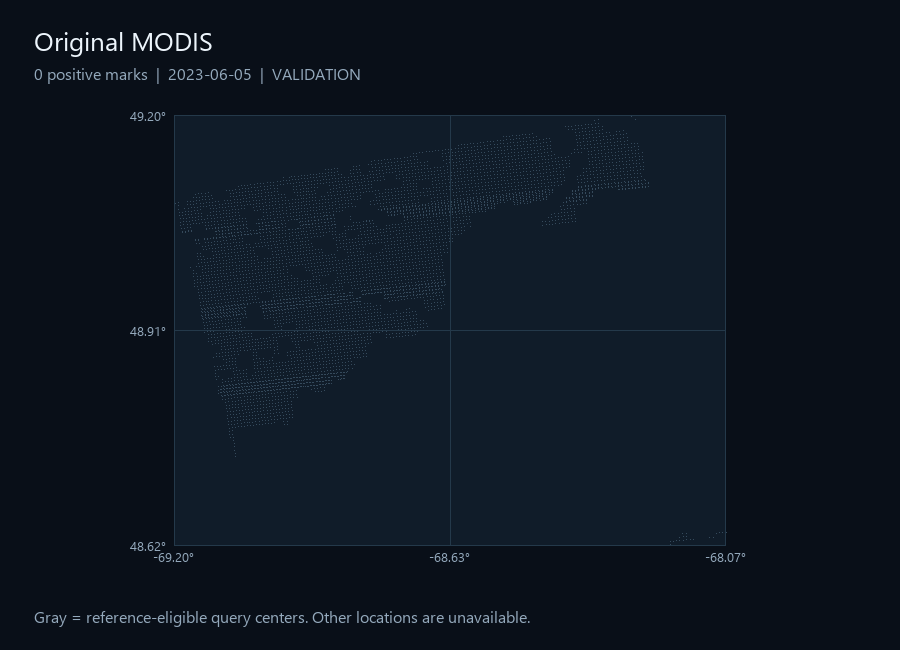 Original MODIS
0 positive marks | 2023-06-05 | VALIDATION
49.20°
48.91°
48.62°
-69.20°
-68.63°
-68.07°
Gray = reference-eligible query centers. Other locations are unavailable.